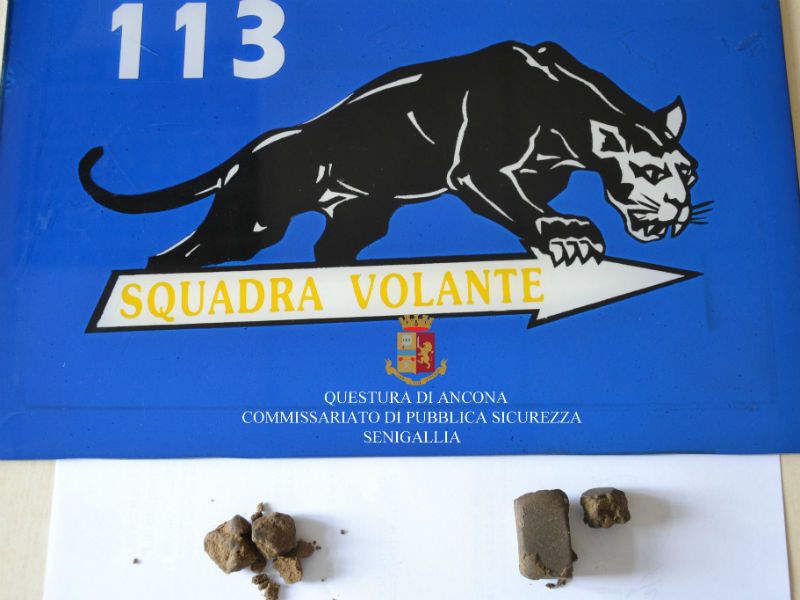 113
SQUADRA VOLANTE
QUESTURA DI ANCONA
COMMISSARIATO DI PUBBLICA SICUREZZA
SENIGALLIA